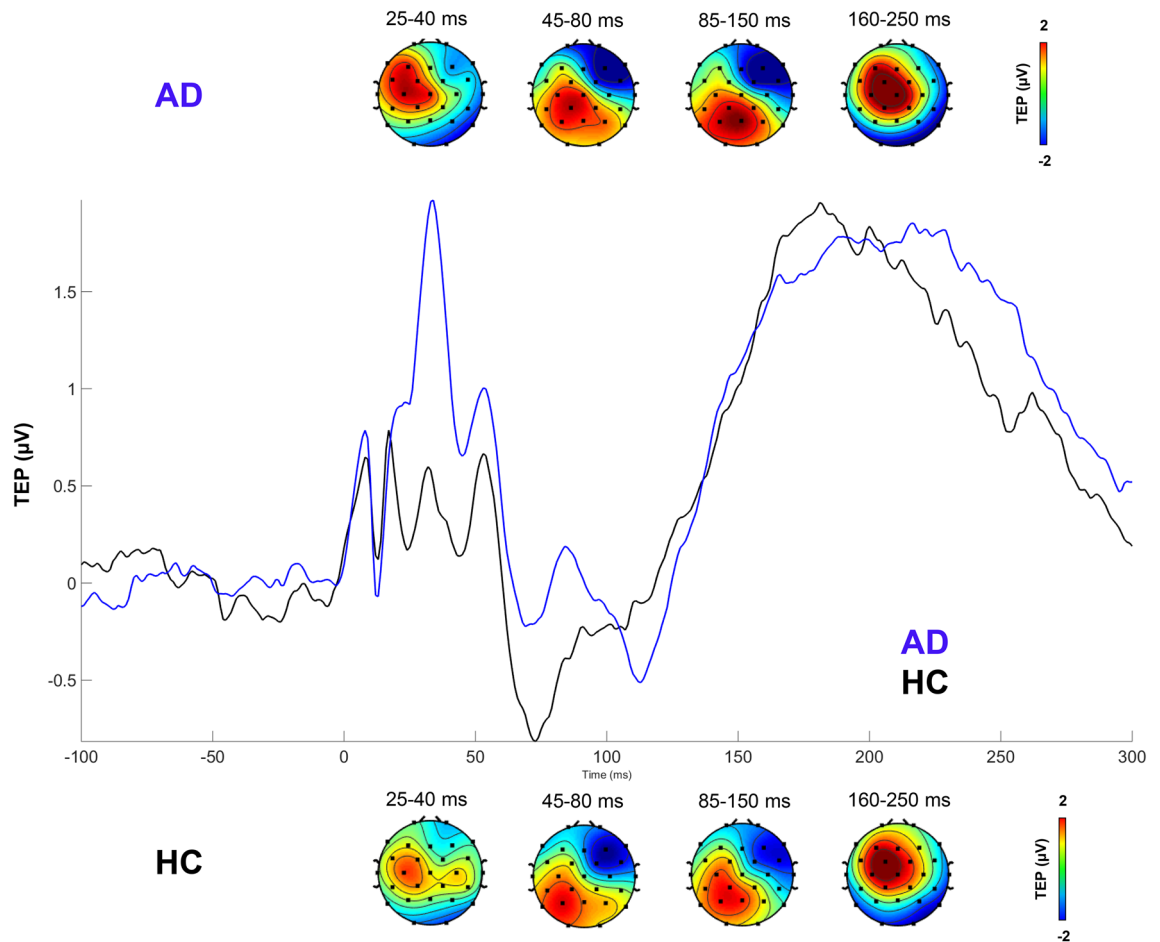 25-40 ms 45-80 ms 85-150 ms 160-250 ms
2
AD
TEP (µV)
-2
1.5
1
0.5
0
-0.5
TEP (µV)
AD
HC
-100 -50 0 50 100 150 200 250 300
Time (ms)
25-40 ms 45-80 ms 85-150 ms 160-250 ms
2
HC
TEP (µV)
-2